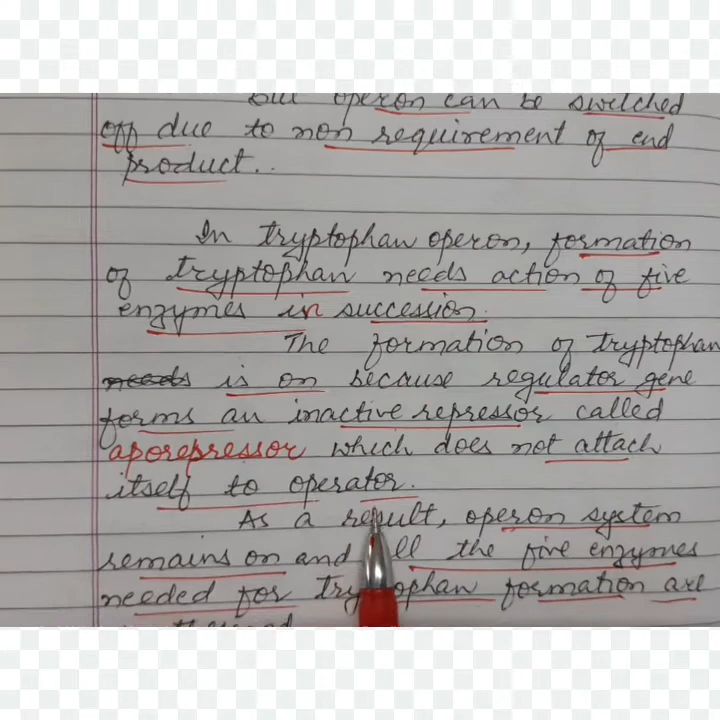 but operon can be switched
off due to non requirement of end
product..
In tryptophan operon, formation
of tryptophan needs action of five
enzymes in succession.
The formation of tryptophan
needs is on because regulator gene
forms an inactive repressor called
aporepressor which does not attach
itself to operator.
As a result, operon system
remains on and all the five enzymes
needed for tryptophan formation are